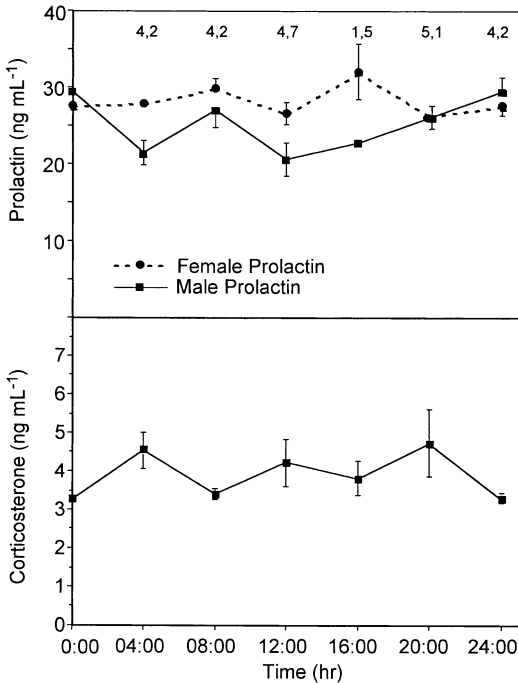 40
4,2 4,2 4,7 1,5 5,1 4,2
30
20
10
Prolactin (ng mL-1)
Female Prolactin
Male Prolactin
7
6
5
4
3
2
1
0
Corticosterone (ng mL-1)
0:00 04:00 08:00 12:00 16:00 20:00 24:00
Time (hr)